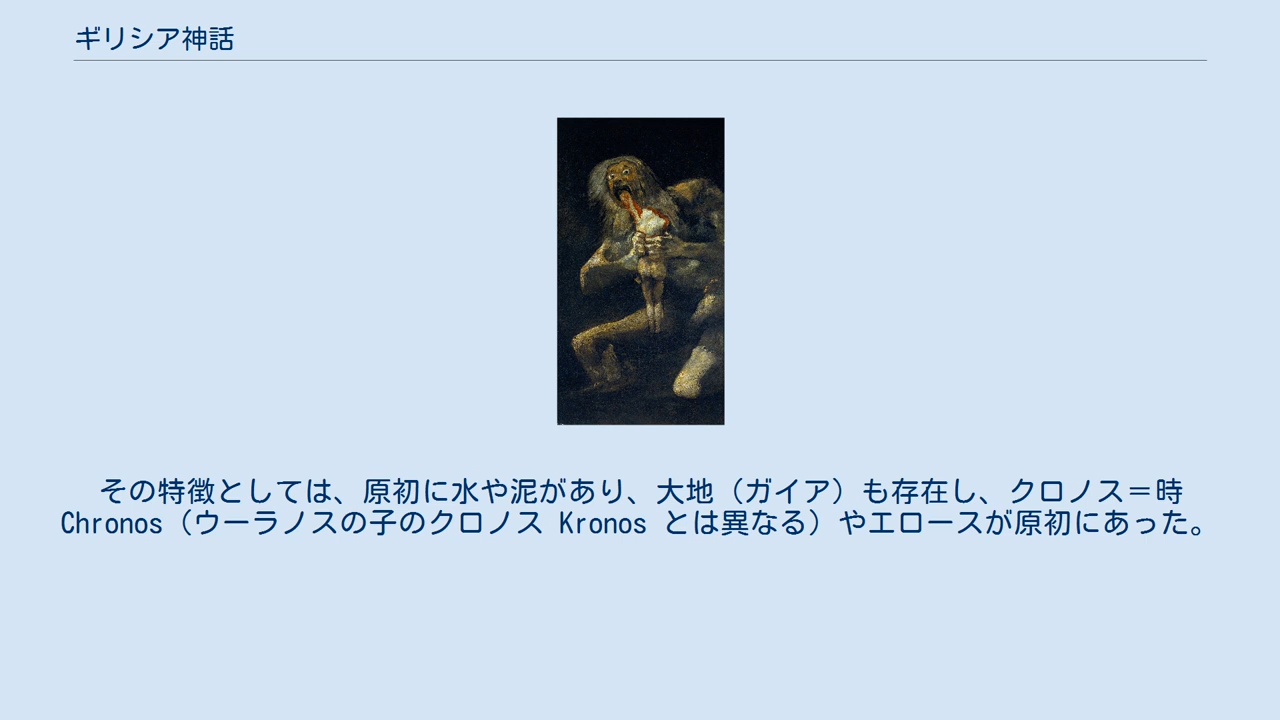 ギリシア神話
その特徴としては、原初に水や泥があり、大地（ガイア）も存在し、クロノス＝時
Chronos（ウーラノスの子のクロノス Kronos とは異なる）やエロースが原初にあった。